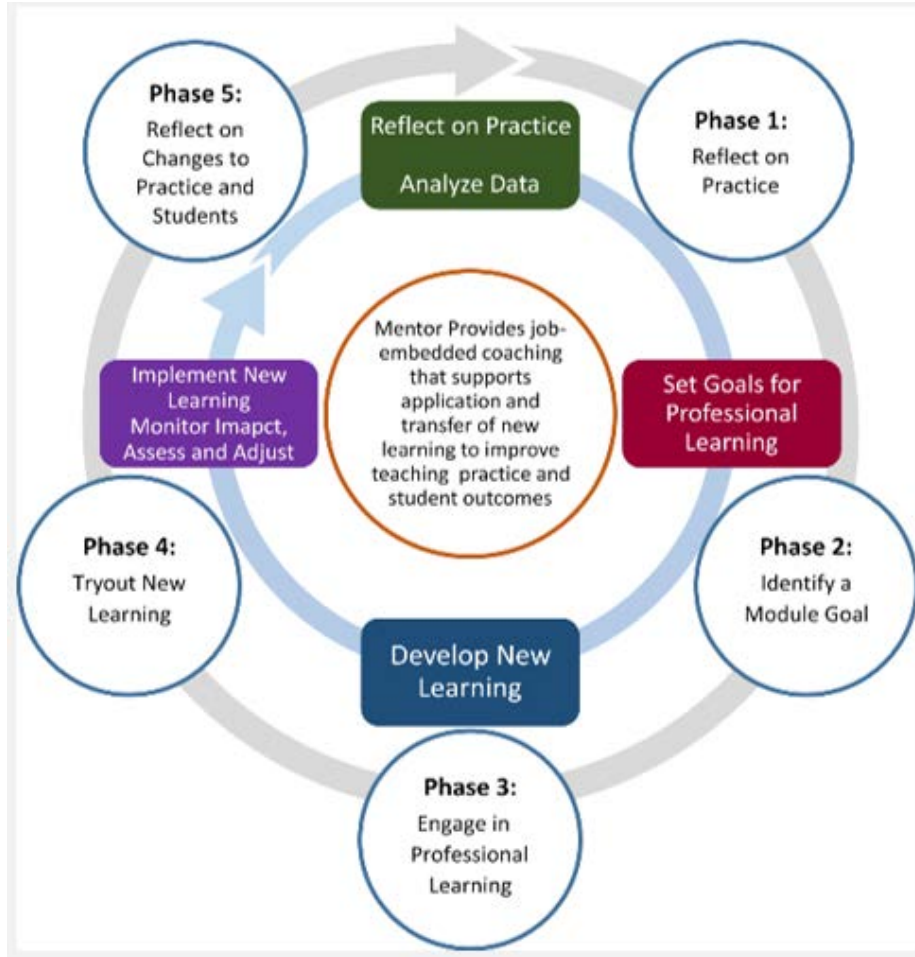 Phase 5:
Reflect on
Changes to
Practice and
Students
Reflect on Practice
Analyze Data
Phase 1:
Reflect on
Practice
Mentor Provides job-
embedded coaching
that supports
application and
transfer of new
learning to improve
teaching practice and
student outcomes
Implement New
Learning
Monitor Imapct,
Assess and Adjust
Set Goals for
Professional
Learning
Phase 4:
Tryout New
Learning
Phase 2:
Identify a
Module Goal
Develop New
Learning
Phase 3:
Engage in
Professional
Learning